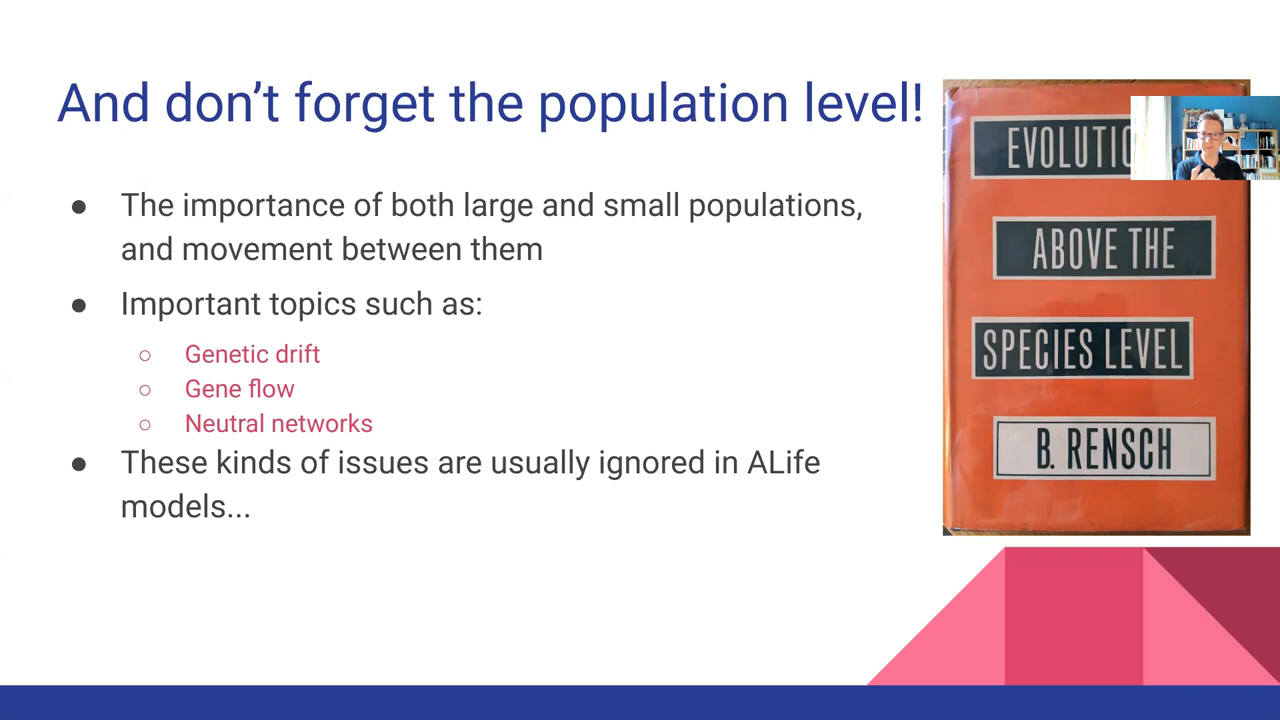 And don't forget the population level!
● The importance of both large and small populations,
and movement between them
● Important topics such as:
○ Genetic drift
○ Gene flow
○ Neutral networks
● These kinds of issues are usually ignored in ALife
models...
EVOLUTIO
ABOVE THE
SPECIES LEVEL
B. RENSCH